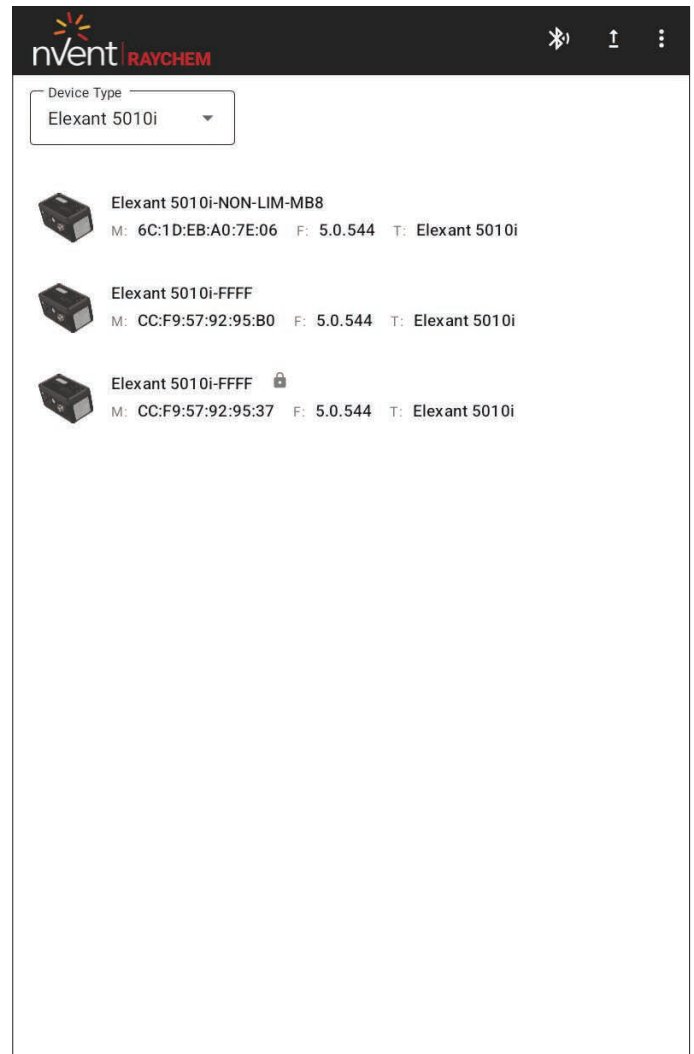 nvent RAYCHEM
Device Type
Elexant 5010i
Elexant 5010i-NON-LIM-MB8
M: 6C:1D:EB:A0:7E:06 F: 5.0.544 T: Elexant 5010i
Elexant 5010i-FFFF
M: CC:F9:57:92:95:B0 F: 5.0.544 T: Elexant 5010i
Elexant 5010i-FFFF
M: CC:F9:57:92:95:37 F: 5.0.544 T: Elexant 5010i